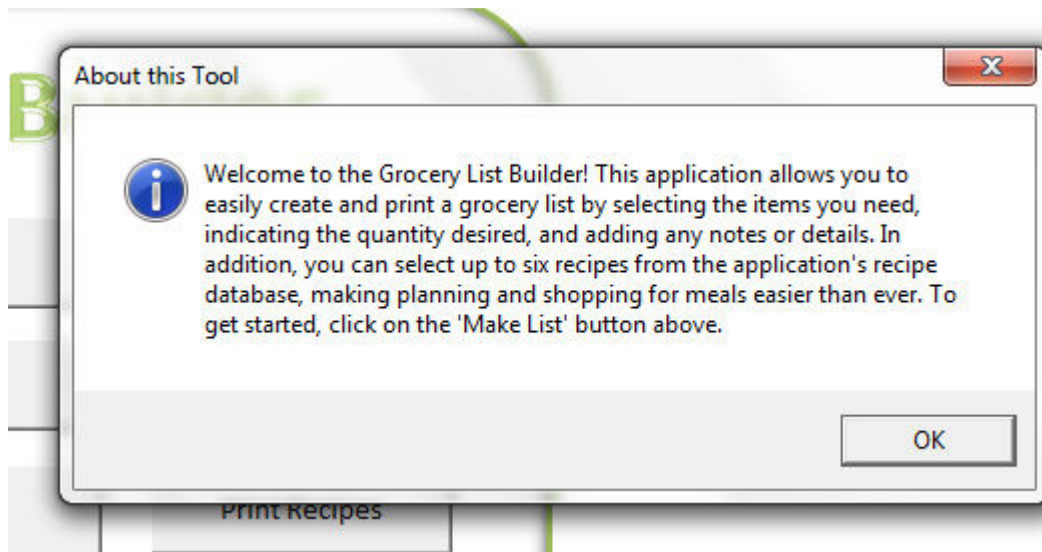 About this Tool
Welcome to the Grocery List Builder! This application allows you to
easily create and print a grocery list by selecting the items you need,
indicating the quantity desired, and adding any notes or details. In
addition, you can select up to six recipes from the application's recipe
database, making planning and shopping for meals easier than ever. To
get started, click on the 'Make List' button above.
OK
Print Recipes